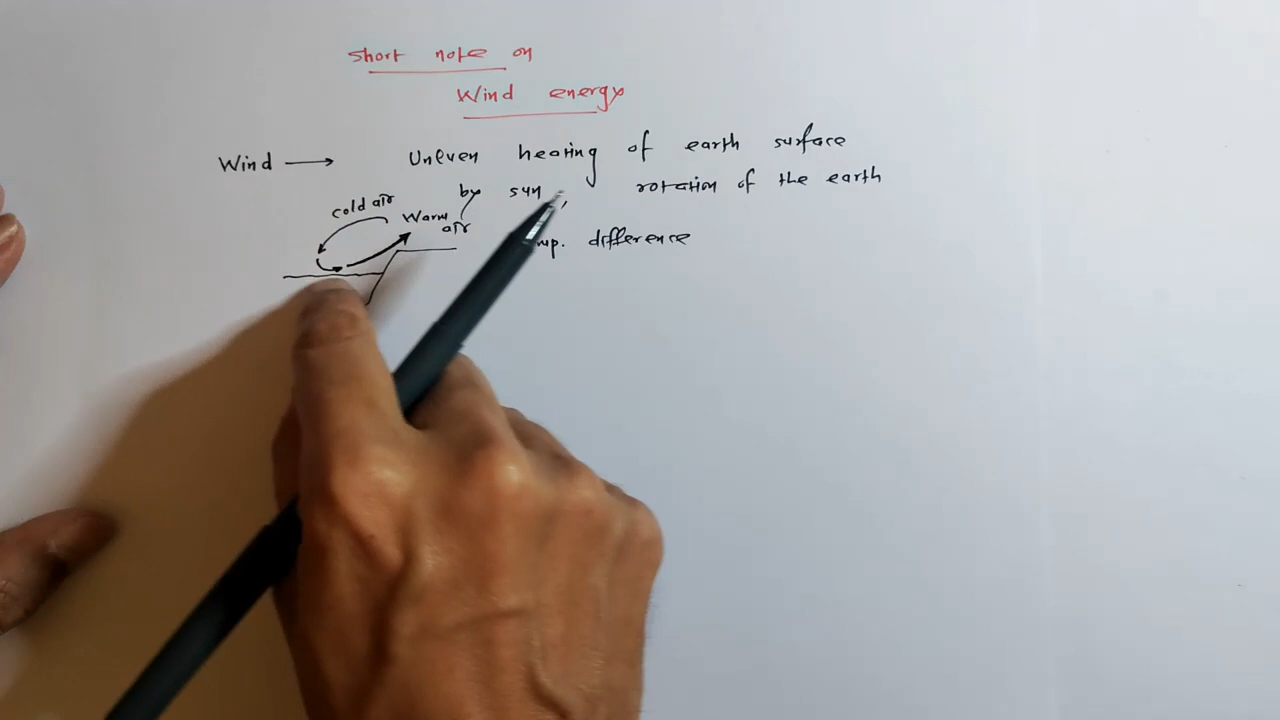 Short note on
Wind energy
Wind → Uneven heating of earth surface
by sun, rotation of the earth
cold air
Warm air
difference